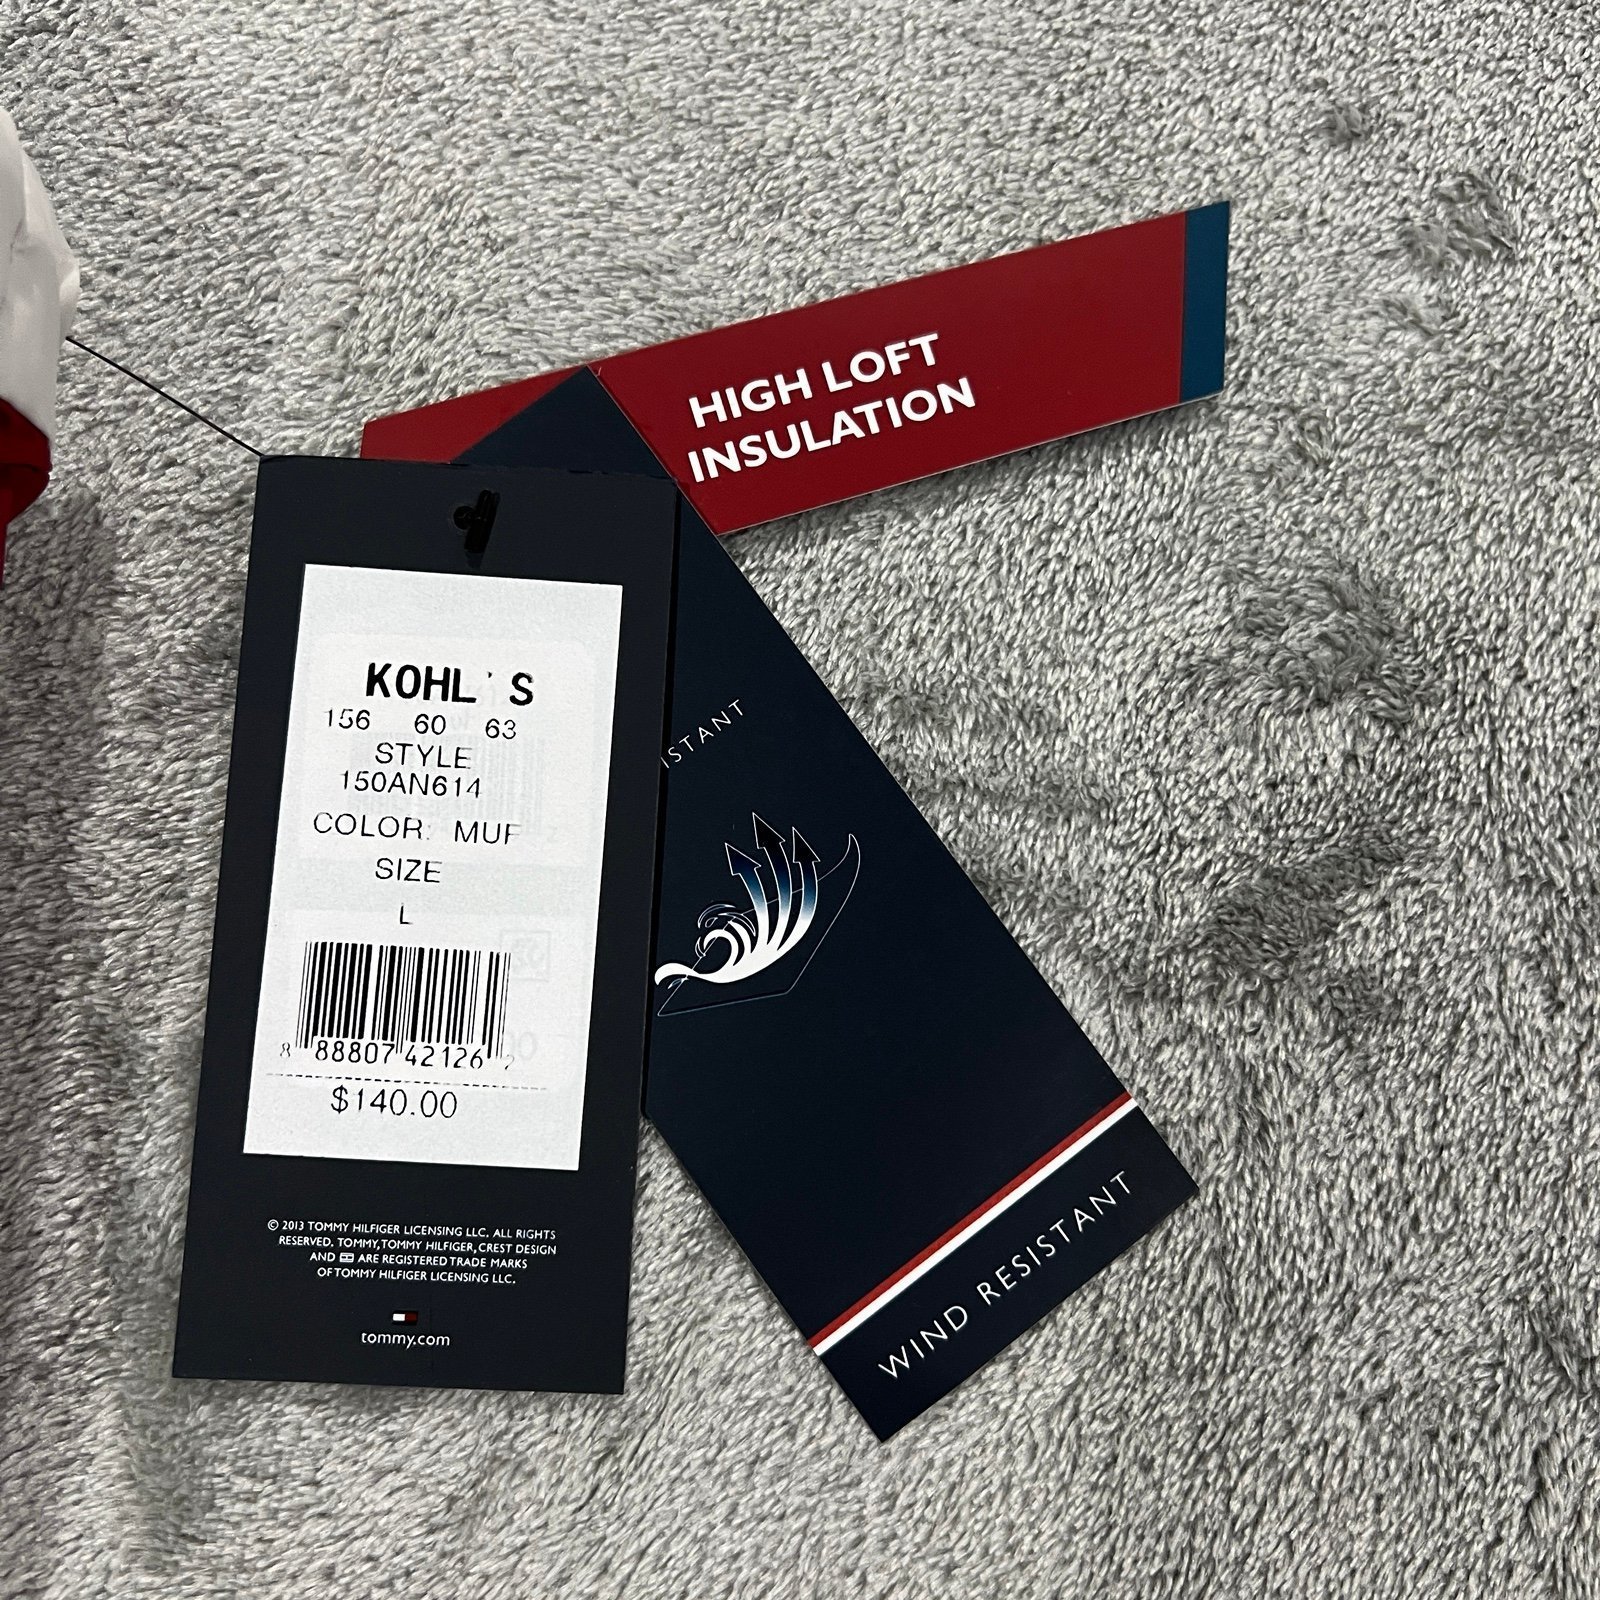 HIGH LOFT
INSULATION
KOHL'S
156 60 63
STYLE
150AN614
COLOR: MUF
SIZE
L
8 88807 42126 2
$140.00
© 2013 TOMMY HILFIGER LICENSING LLC. ALL RIGHTS
RESERVED. TOMMY, TOMMY HILFIGER, CREST DESIGN
AND ARE REGISTERED TRADE MARKS
OF TOMMY HILFIGER LICENSING LLC.
tommy.com
ISTANT
WIND RESISTANT